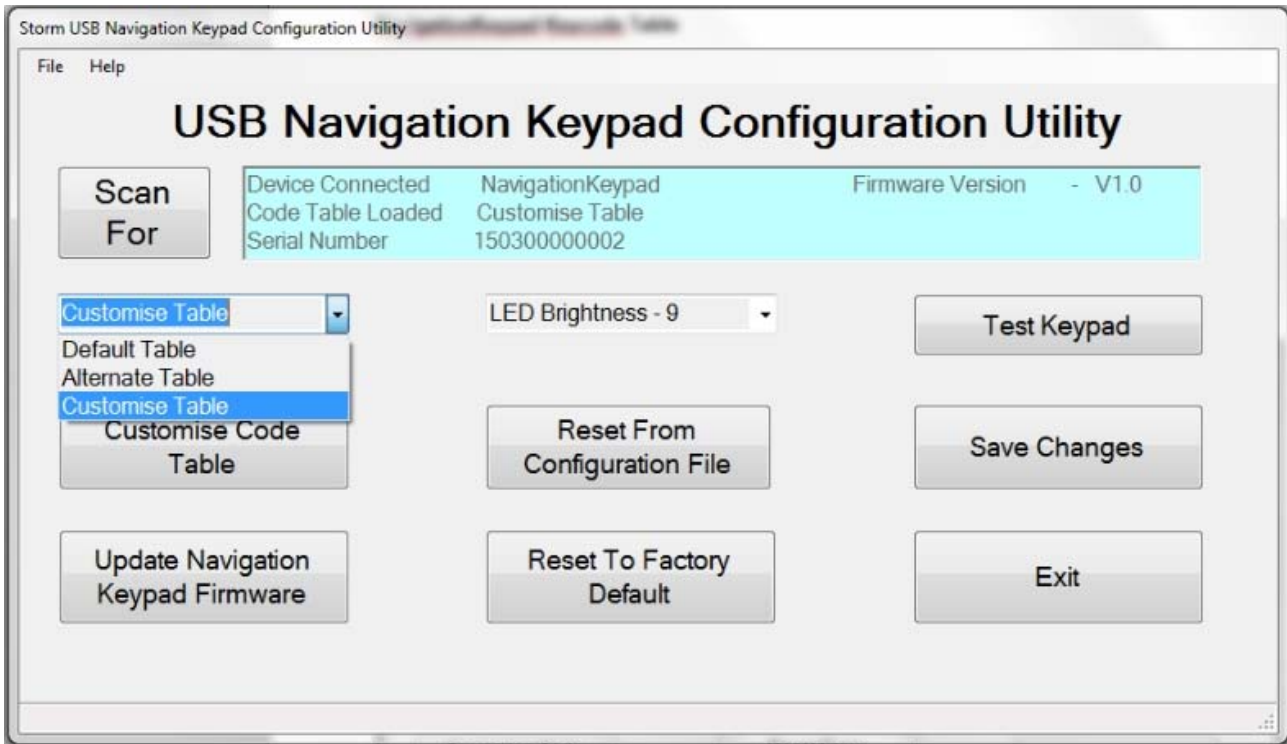 Storm USB Navigation Keypad Configuration Utility
File Help
USB Navigation Keypad Configuration Utility
Scan
For
Device Connected NavigationKeypad Firmware Version - V1.0
Code Table Loaded Customise Table
Serial Number 150300000002
Customise Table
Default Table
Alternate Table
Customise Table
LED Brightness - 9
Test Keypad
Customise Code
Table
Reset From
Configuration File
Save Changes
Update Navigation
Keypad Firmware
Reset To Factory
Default
Exit